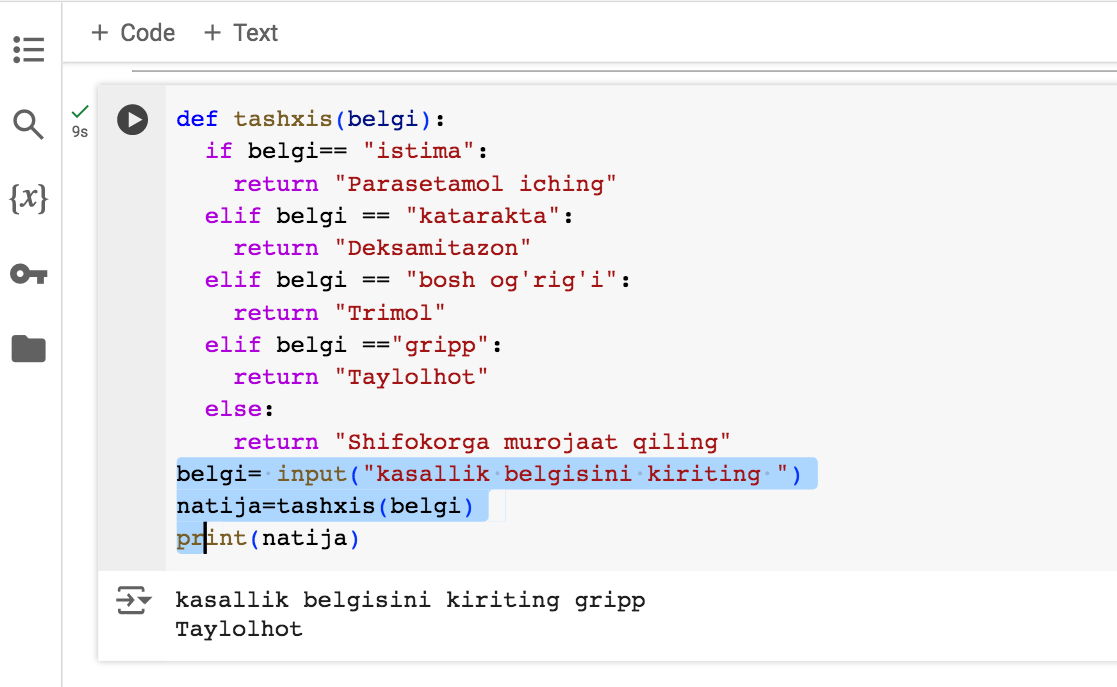 + Code + Text
9s
{x}
def tashxis(belgi):
  if belgi== "istima":
    return "Parasetamol iching"
  elif belgi == "katarakta":
    return "Deksamitazon"
  elif belgi == "bosh og'rig'i":
    return "Trimol"
  elif belgi =="gripp":
    return "Taylolhot"
  else:
    return "Shifokorga murojaat qiling"
belgi= input("kasallik belgisini kiriting ")
natija=tashxis(belgi)
print(natija)
kasallik belgisini kiriting gripp
Taylolhot